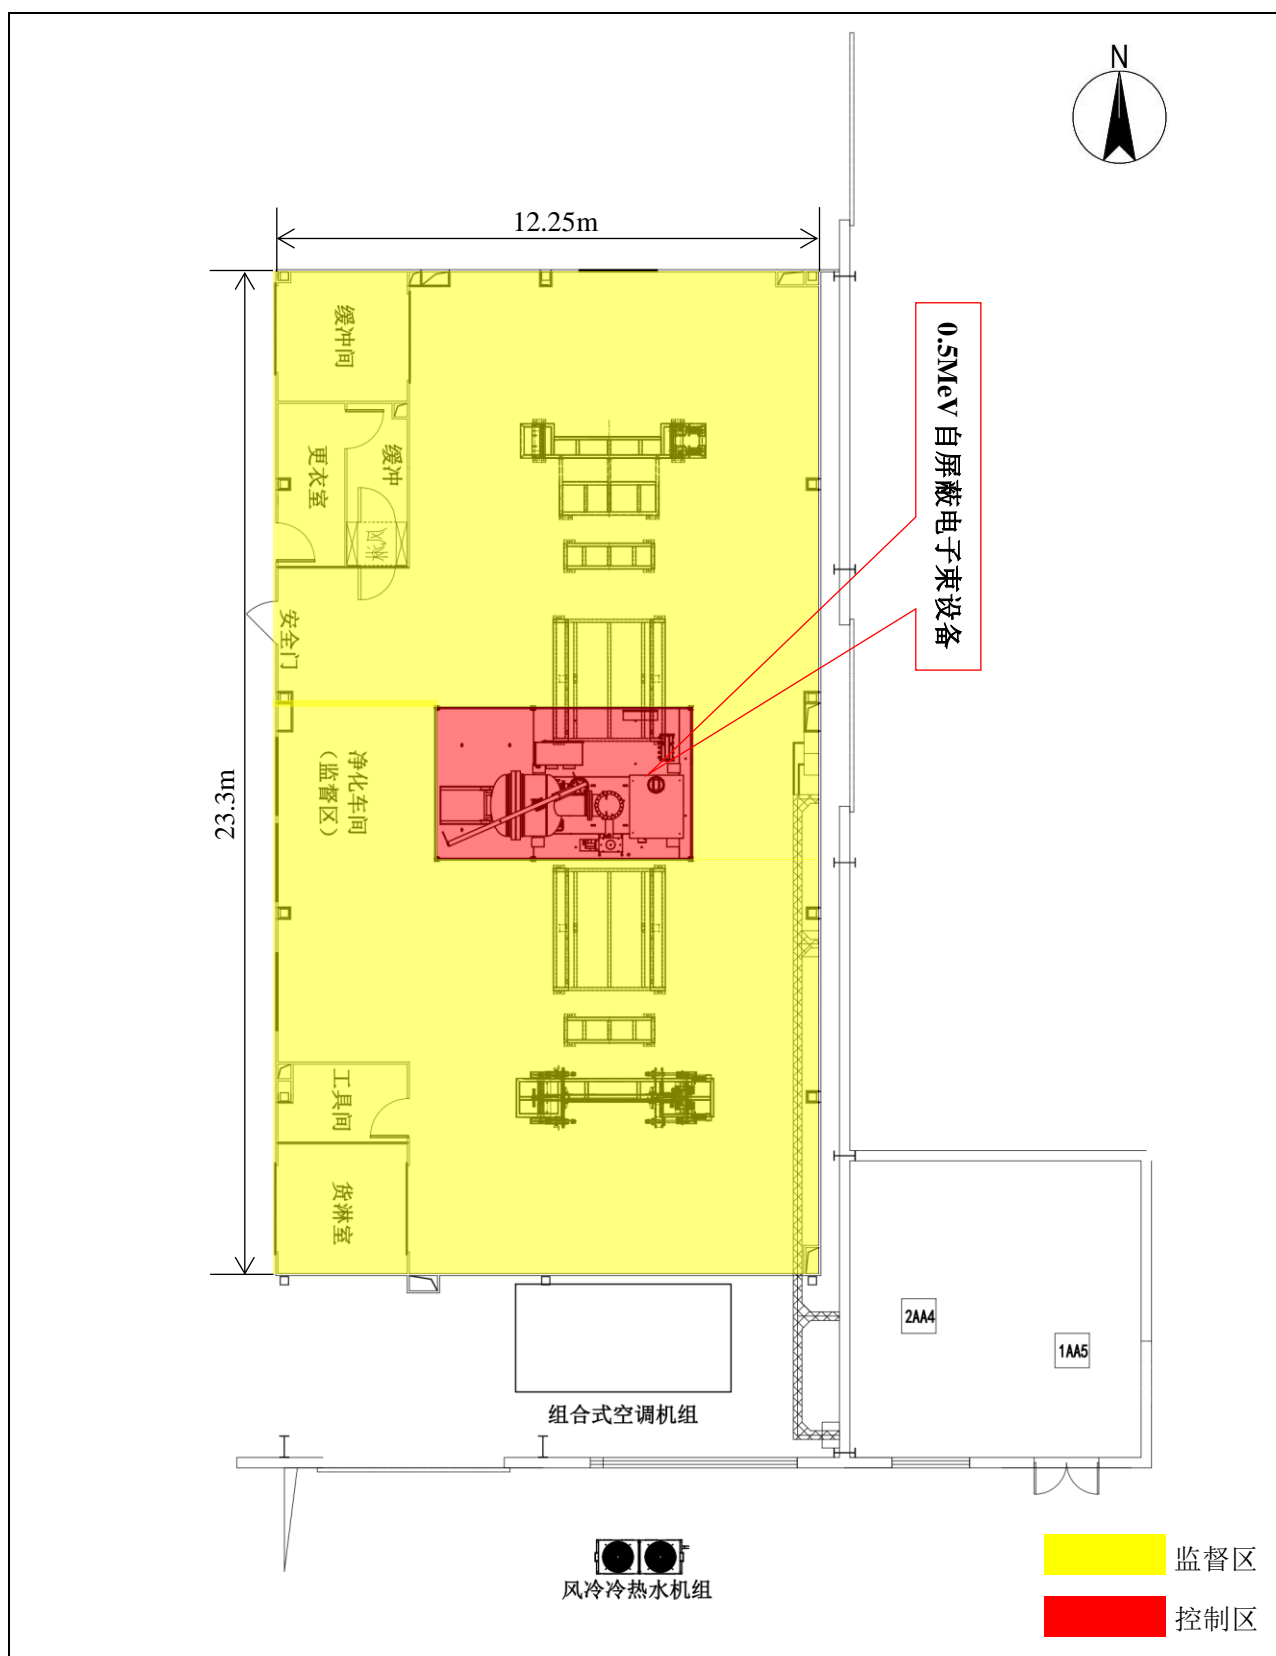 N
12.25m
缓冲间
0.5MeV 自屏蔽电子束设备
更衣室
缓冲
风淋
安全门
净化车间
（监督区）
23.3m
工具间
货淋室
2AA4
1AA5
组合式空调机组
风冷冷热水机组
监督区
控制区